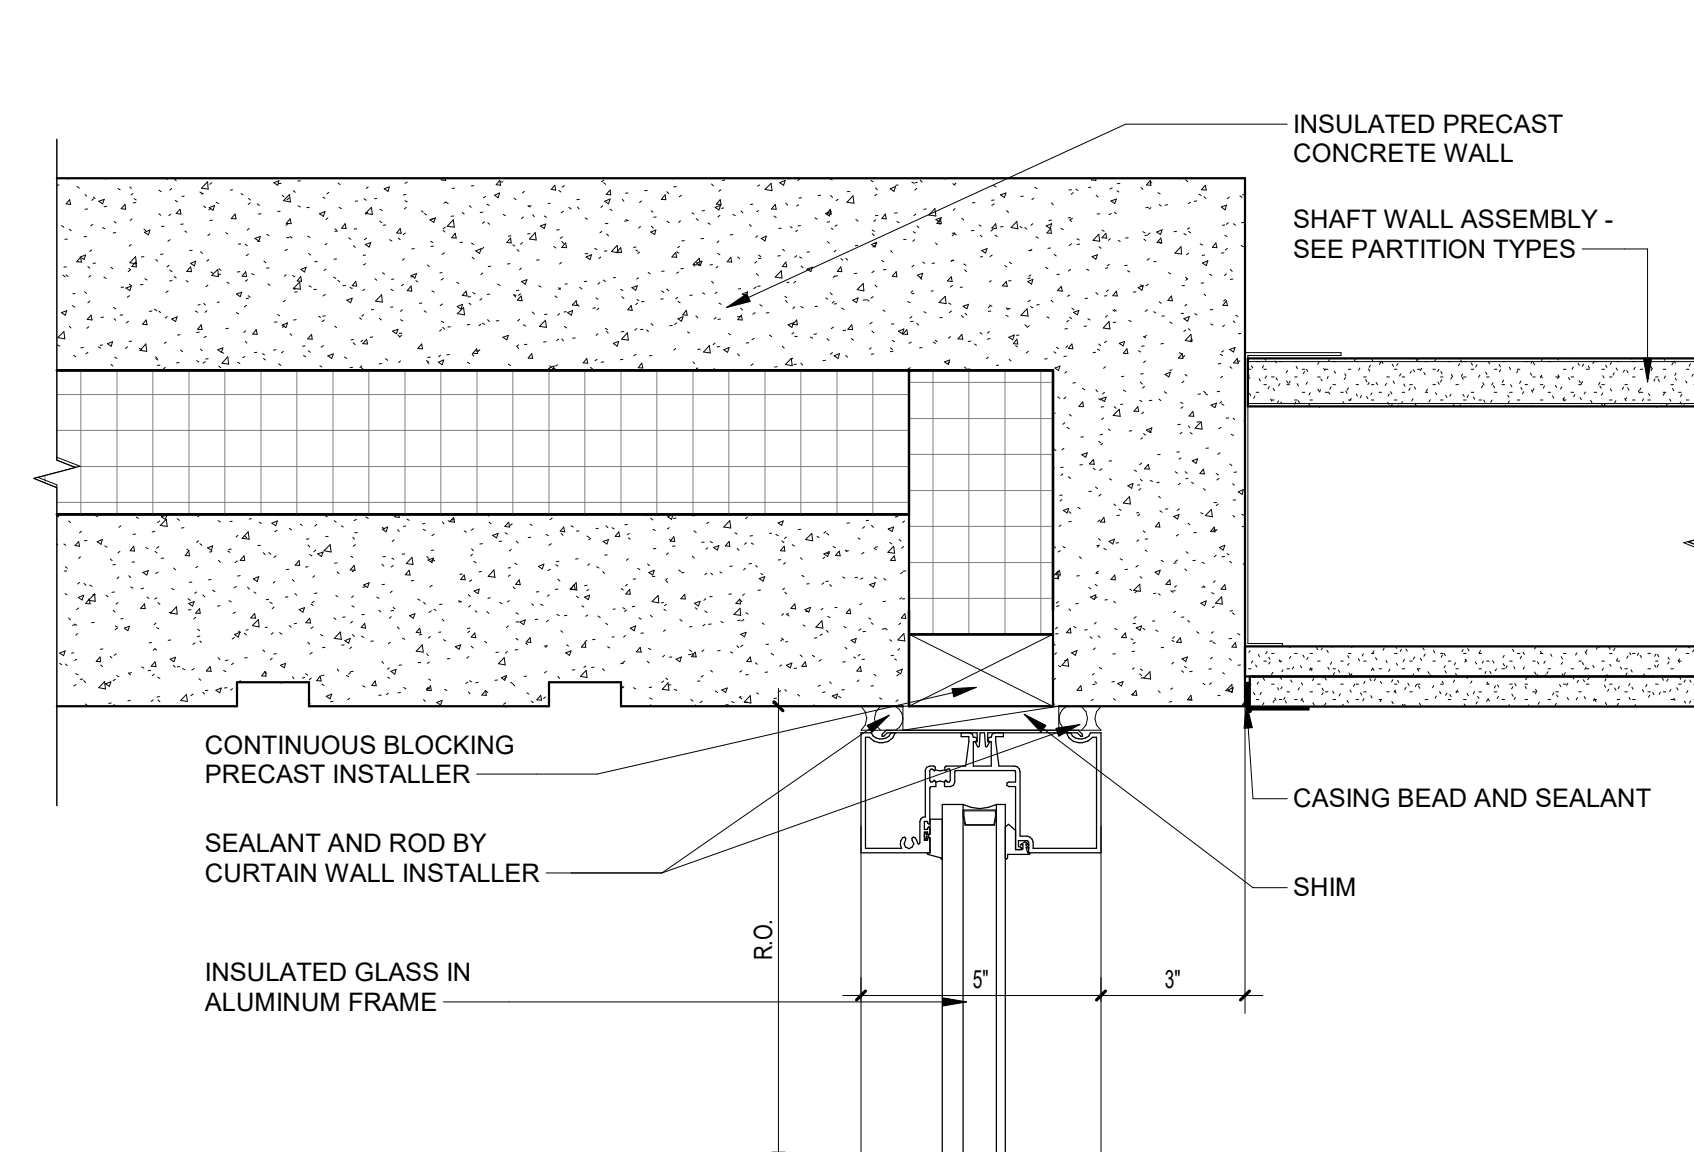 INSULATED PRECAST
CONCRETE WALL
SHAFT WALL ASSEMBLY -
SEE PARTITION TYPES
CONTINUOUS BLOCKING
PRECAST INSTALLER
CASING BEAD AND SEALANT
SEALANT AND ROD BY
CURTAIN WALL INSTALLER
SHIM
R.O.
INSULATED GLASS IN
ALUMINUM FRAME
5"
3"